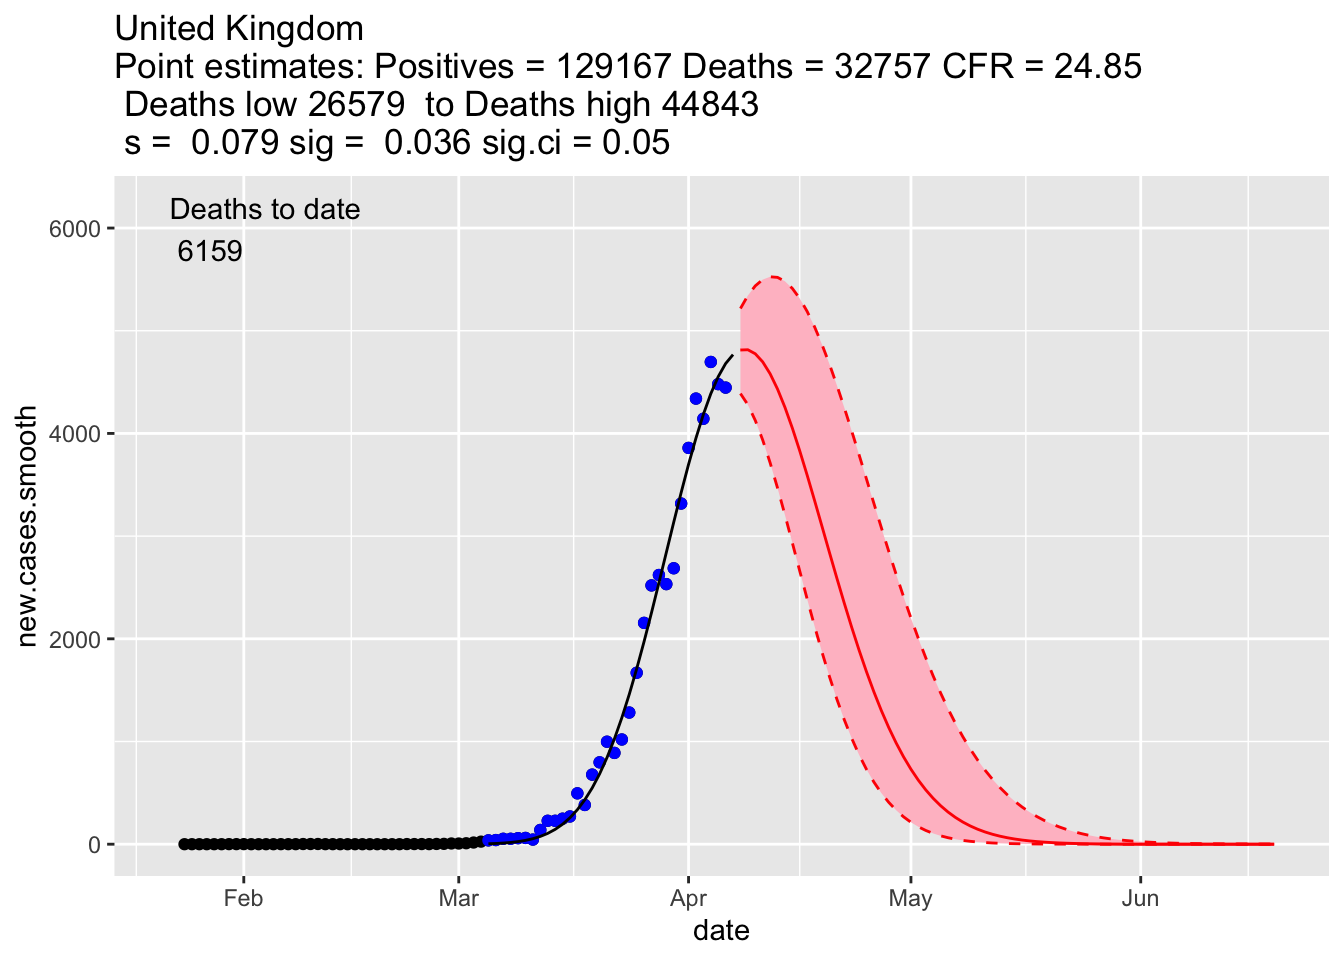 United Kingdom
Point estimates: Positives = 129167 Deaths = 32757 CFR = 24.85
Deaths low 26579  to Deaths high 44843
s =  0.079 sig =  0.036 sig.ci = 0.05
Deaths to date
6159
6000
4000
2000
0
new.cases.smooth
Feb Mar Apr May Jun
date